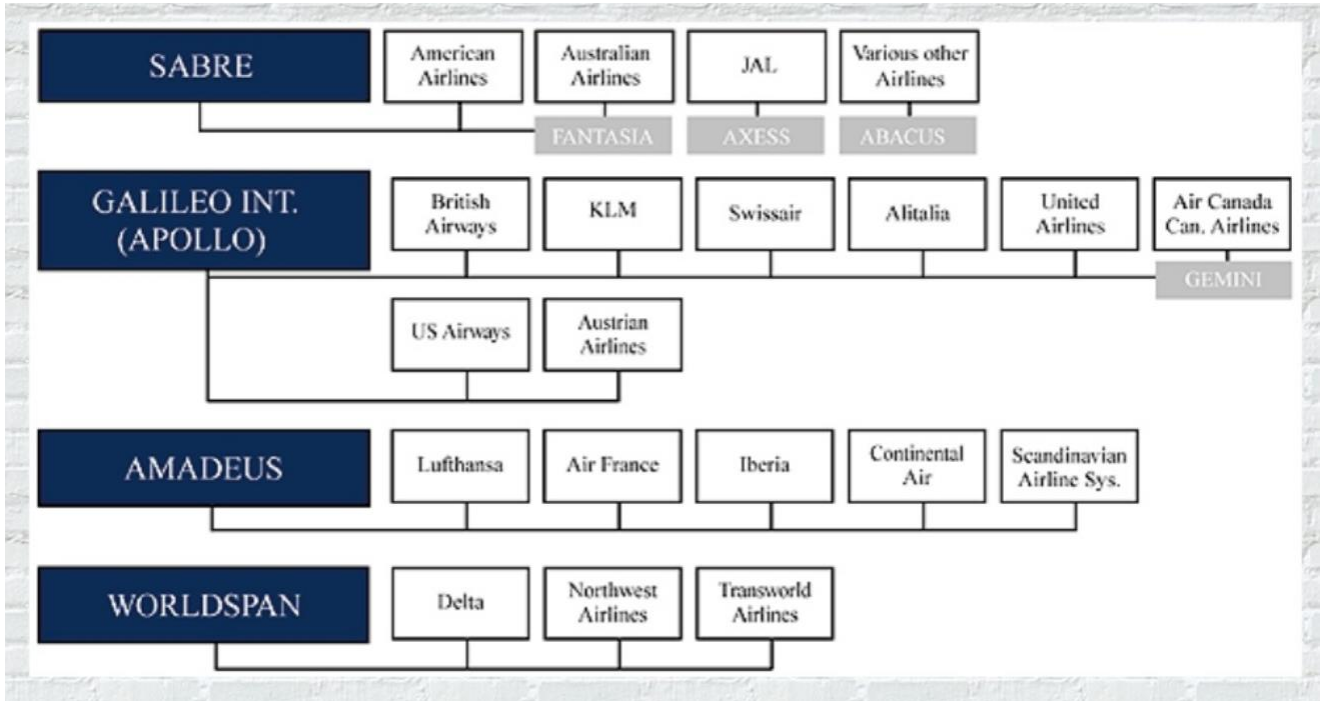 SABRE
American
Airlines
Australian
Airlines
JAL
Various other
Airlines
FANTASIA
AXESS
ABACUS
GALILEO INT.
(APOLLO)
British
Airways
KLM
Swissair
Alitalia
United
Airlines
Air Canada
Can. Airlines
GEMINI
US Airways
Austrian
Airlines
AMADEUS
Lufthansa
Air France
Iberia
Continental
Air
Scandinavian
Airline Sys.
WORLDSPAN
Delta
Northwest
Airlines
Transworld
Airlines